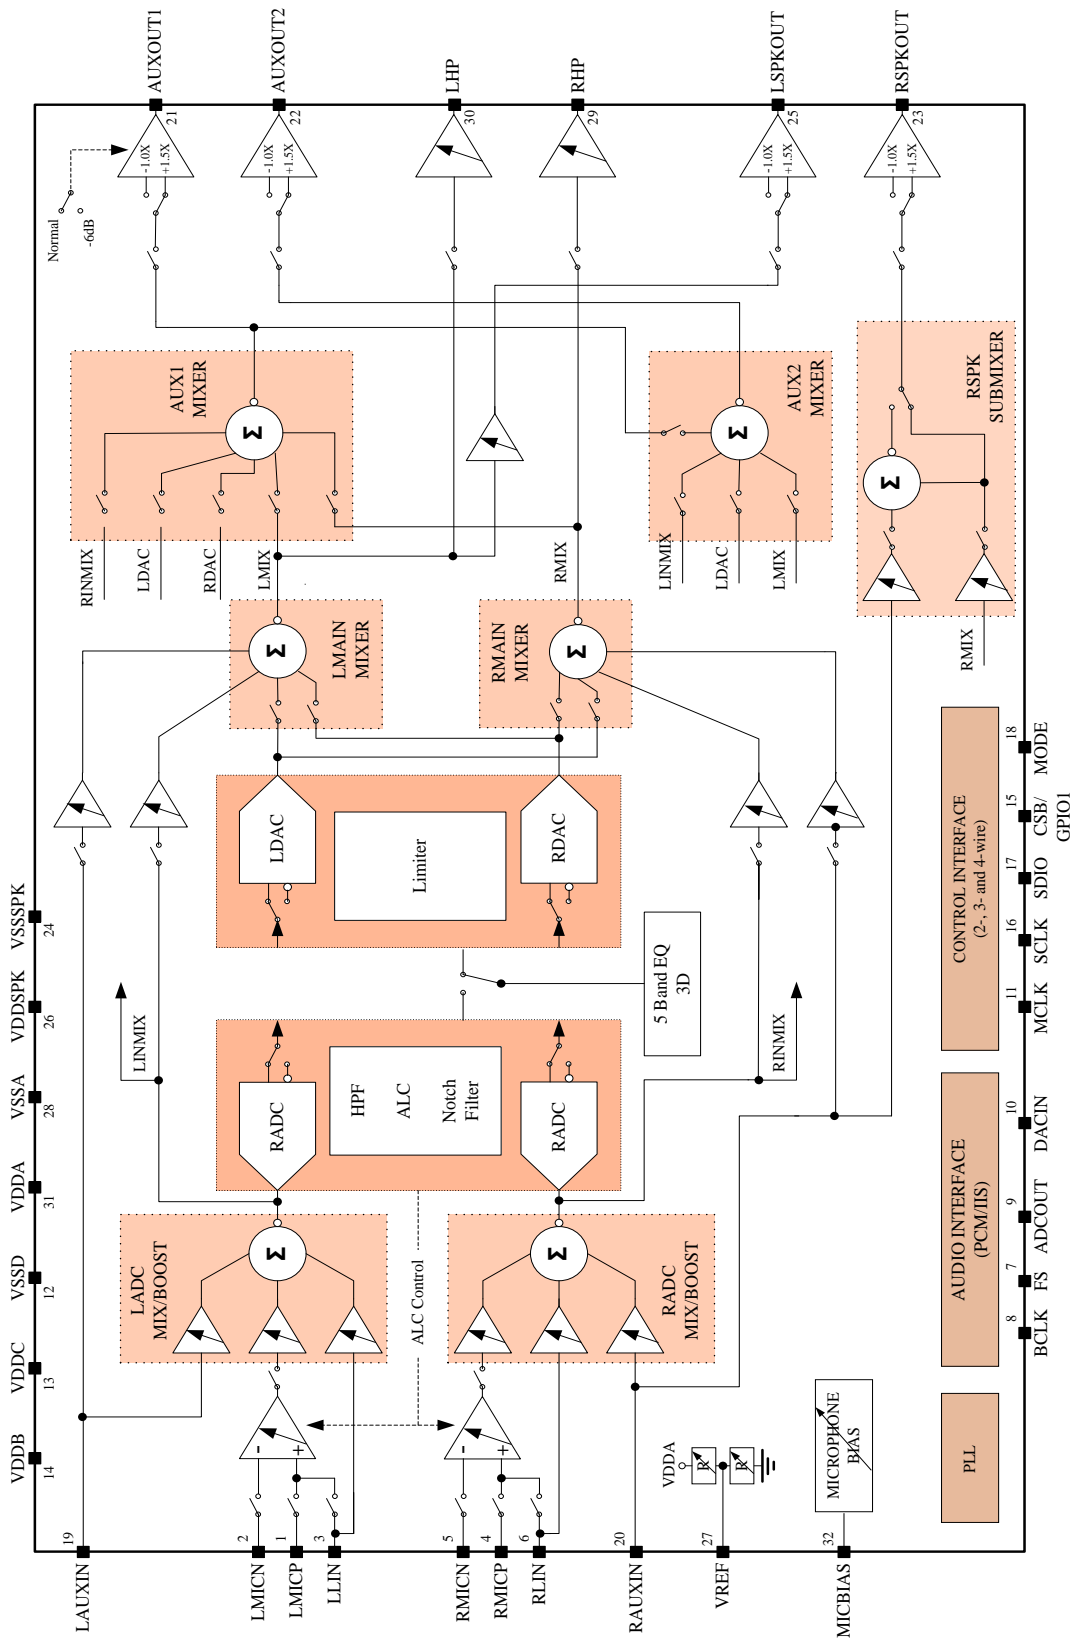 LAUXIN
19
LMICN
2
LMICP
1
LLIN
3
RMICN
5
RMICP
4
RLIN
6
RAUXIN
20
VREF
27
MICBIAS
32
VDDB
14
VDDC
13
VSSD
12
VDDA
31
VSSA
28
VDDSPK
26
VSSSPK
24
AUXOUT1
21
AUXOUT2
22
LHP
30
RHP
29
LSPKOUT
25
RSPKOUT
23
BCLK
8
FS
7
ADCOUT
9
DACIN
10
MCLK
11
SCLK
16
SDIO
17
CSB/
GPIO1
15
MODE
18
Normal
-6dB
-1.0X
+1.5X
-1.0X
+1.5X
-1.0X
+1.5X
-1.0X
+1.5X
AUX1
MIXER
Σ
RINMIX
LDAC
RDAC
LMIX
RMIX
AUX2
MIXER
Σ
LINMIX
LDAC
LMIX
RSPK
SUBMIXER
Σ
RMIX
LMAIN
MIXER
Σ
RMAIN
MIXER
Σ
LDAC
Limiter
RDAC
5 Band EQ
3D
LINMIX
RINMIX
RADC
HPF
ALC
Notch
Filter
RADC
LADC
MIX/BOOST
Σ
ALC Control
RADC
MIX/BOOST
Σ
-
+
-
+
VDDA
R
R
MICROPHONE
BIAS
PLL
AUDIO INTERFACE
(PCM/IIS)
CONTROL INTERFACE
(2-, 3- and 4-wire)